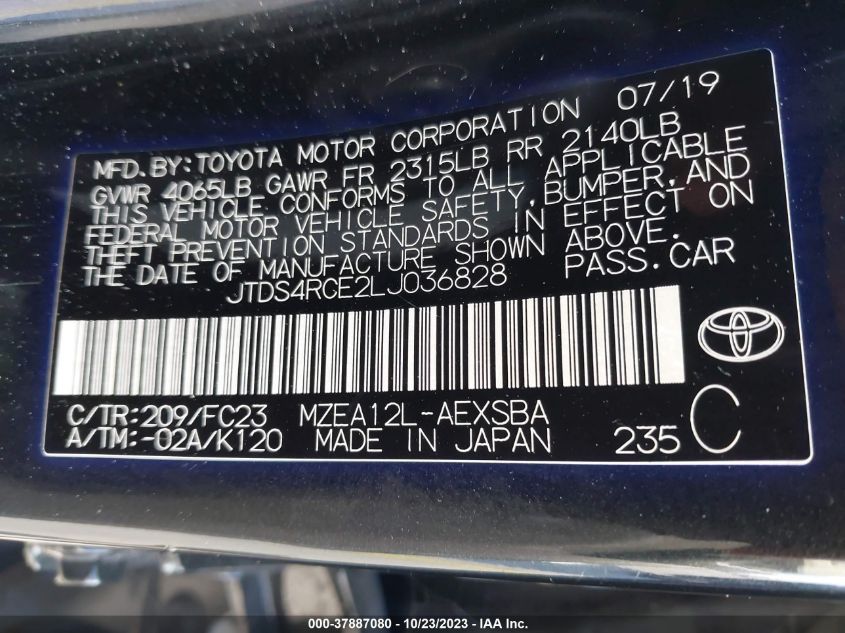 MFD. BY: TOYOTA MOTOR CORPORATION 07/19
GVWR 4065LB GAWR FR 2315LB RR 2140LB
THIS VEHICLE CONFORMS TO ALL APPLICABLE
FEDERAL MOTOR VEHICLE SAFETY, BUMPER, AND
THEFT PREVENTION STANDARDS IN EFFECT ON
THE DATE OF MANUFACTURE SHOWN ABOVE.
JTDS4RCE2LJ036828 PASS.CAR
C/TR:209/FC23 MZEA12L-AEXSBA
A/TM:-02A/K120 MADE IN JAPAN 235 C
000-37887080 - 10/23/2023 - IAA Inc.